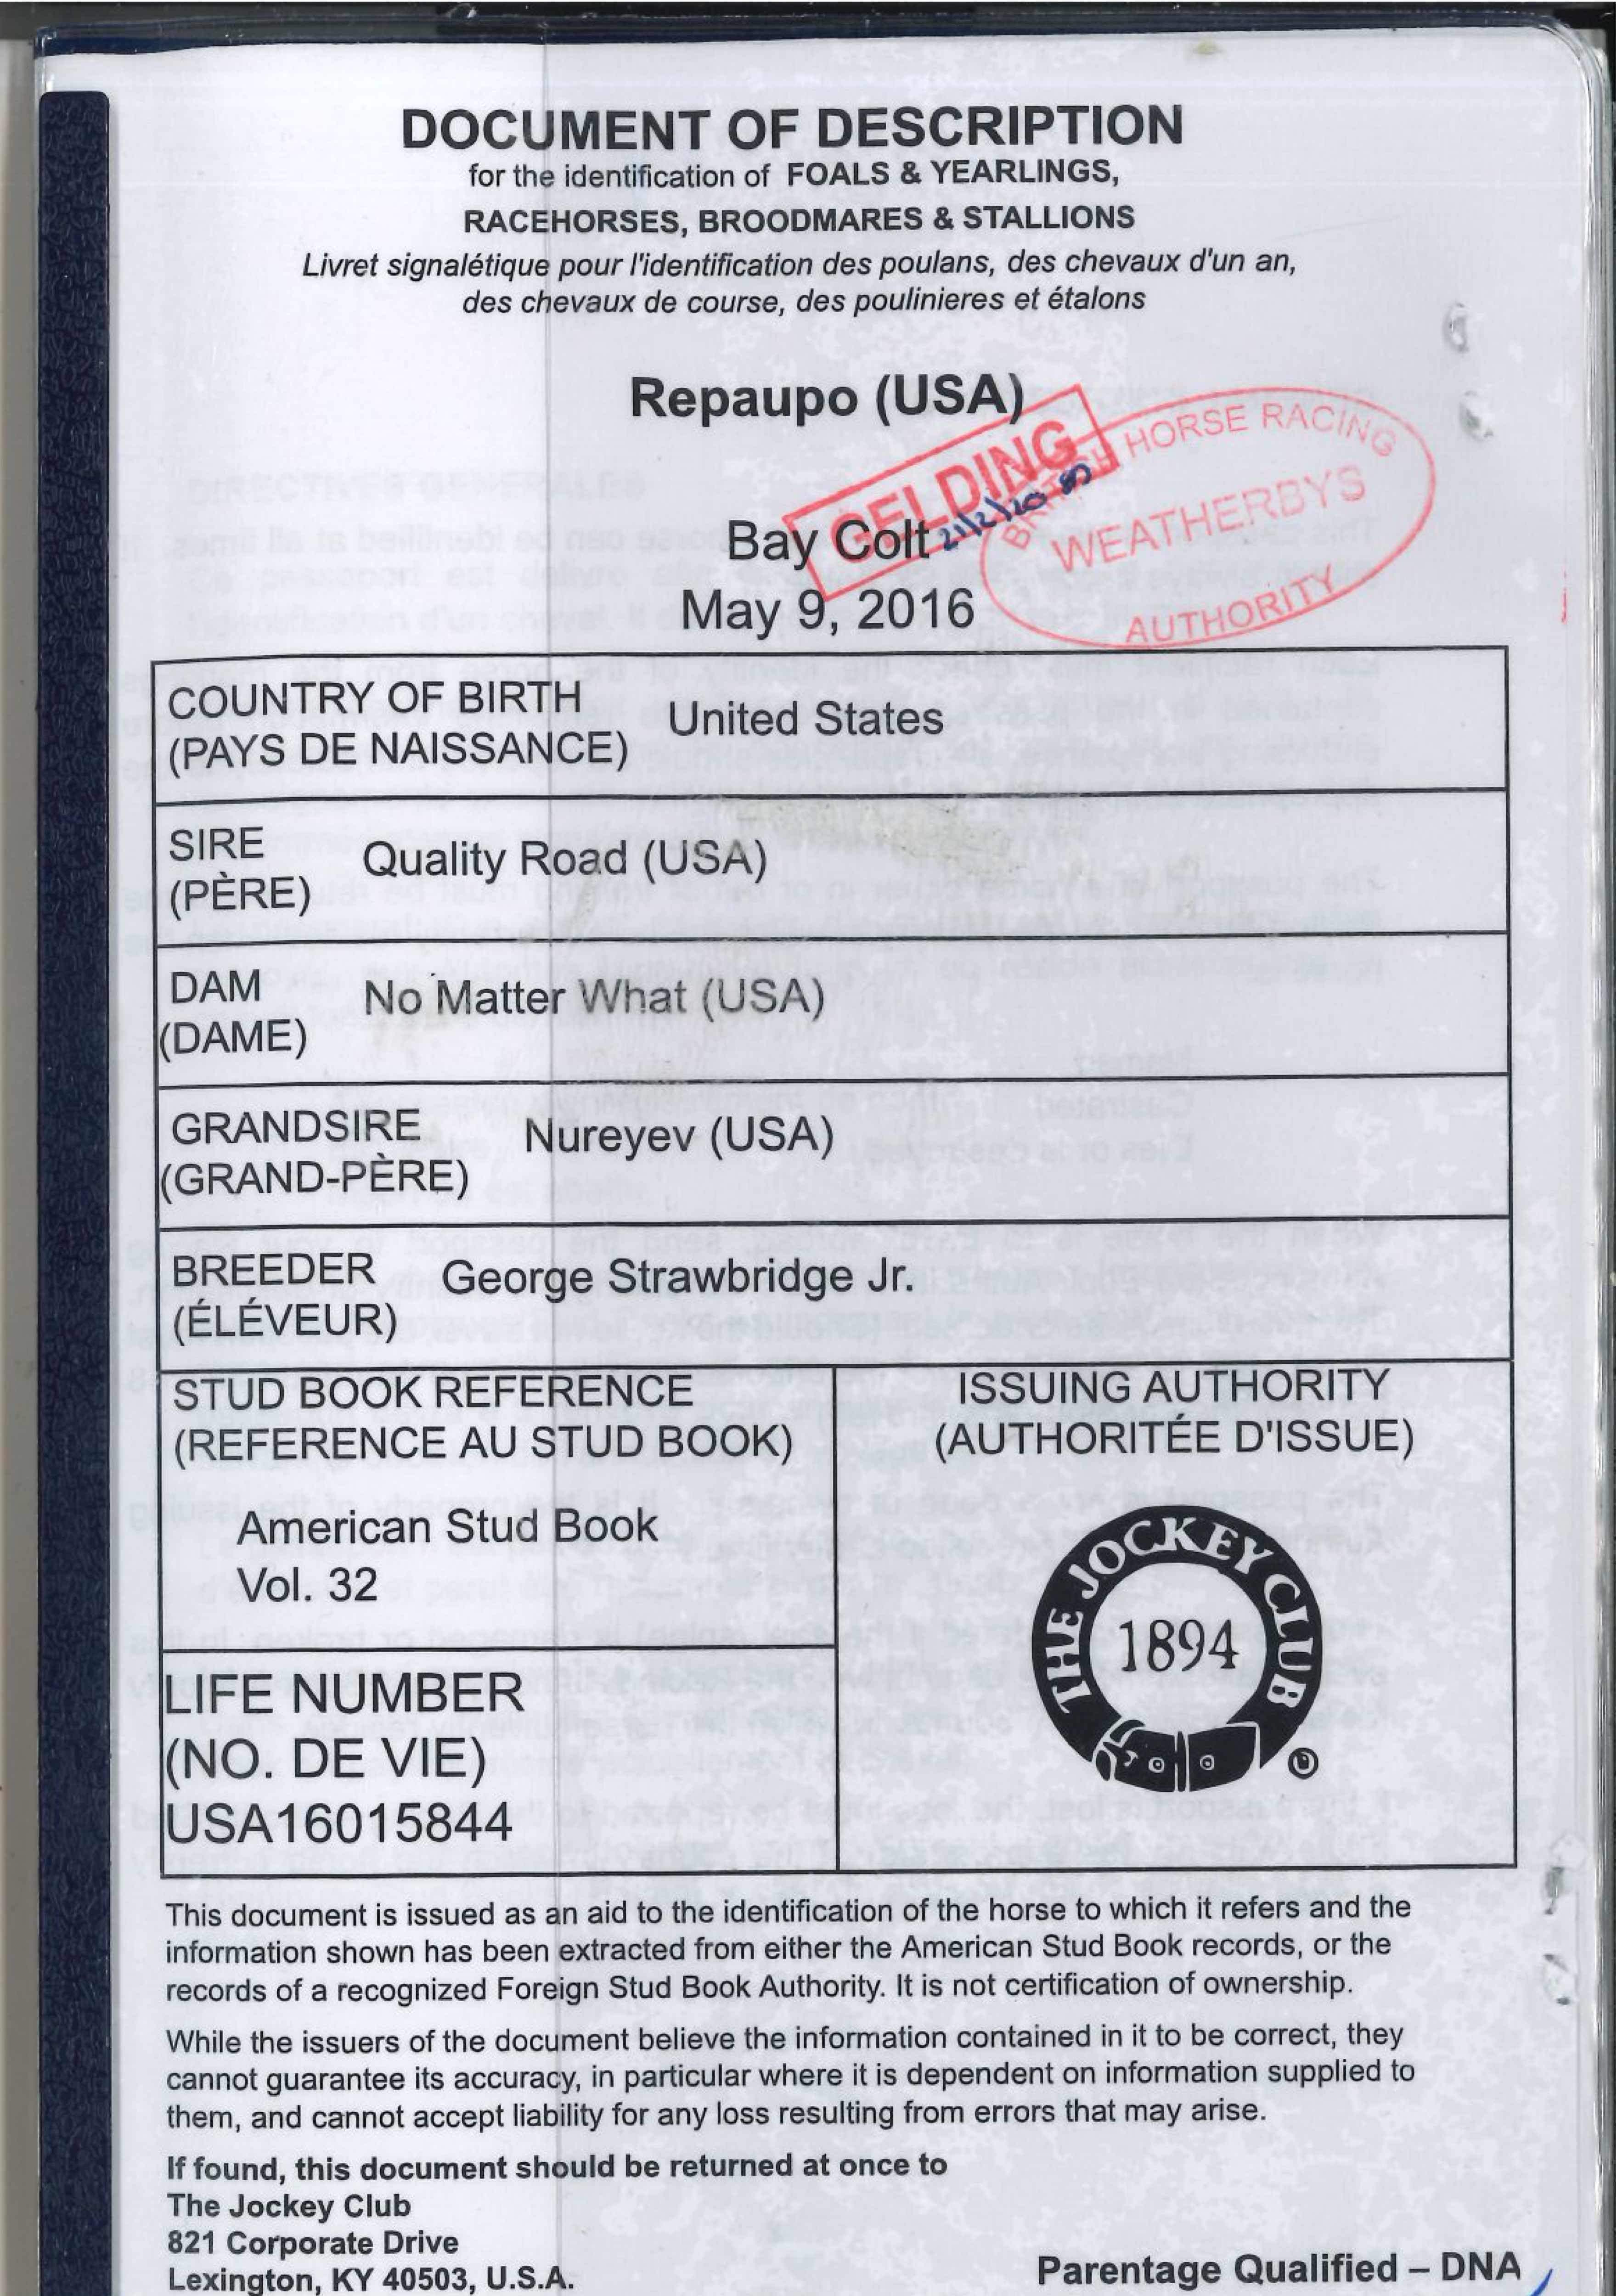 DOCUMENT OF DESCRIPTION
for the identification of FOALS & YEARLINGS,
RACEHORSES, BROODMARES & STALLIONS
Livret signalétique pour l'identification des poulans, des chevaux d'un an,
des chevaux de course, des poulinieres et étalons
Repaupo (USA)
GELDING
21/2/20
BRITISH HORSE RACING
WEATHERBYS
AUTHORITY
Bay Colt
May 9, 2016
COUNTRY OF BIRTH
(PAYS DE NAISSANCE)
United States
SIRE
(PÈRE)
Quality Road (USA)
DAM
(DAME)
No Matter What (USA)
GRANDSIRE
(GRAND-PÈRE)
Nureyev (USA)
BREEDER
(ÉLÉVEUR)
George Strawbridge Jr.
STUD BOOK REFERENCE
(REFERENCE AU STUD BOOK)
American Stud Book
Vol. 32
ISSUING AUTHORITY
(AUTHORITÉE D'ISSUE)
THE JOCKEY CLUB
1894
LIFE NUMBER
(NO. DE VIE)
USA16015844
This document is issued as an aid to the identification of the horse to which it refers and the
information shown has been extracted from either the American Stud Book records, or the
records of a recognized Foreign Stud Book Authority. It is not certification of ownership.
While the issuers of the document believe the information contained in it to be correct, they
cannot guarantee its accuracy, in particular where it is dependent on information supplied to
them, and cannot accept liability for any loss resulting from errors that may arise.
If found, this document should be returned at once to
The Jockey Club
821 Corporate Drive
Lexington, KY 40503, U.S.A.
Parentage Qualified – DNA